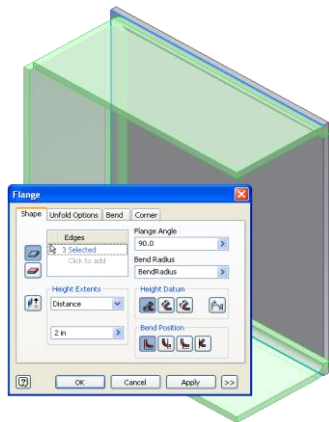 Flange
Shape Unfold Options Bend Corner
Edges
3 Selected
Click to add
Flange Angle
90.0
Bend Radius
BendRadius
Height Extents
Distance
2 in
Height Datum
Bend Position
OK Cancel Apply >>